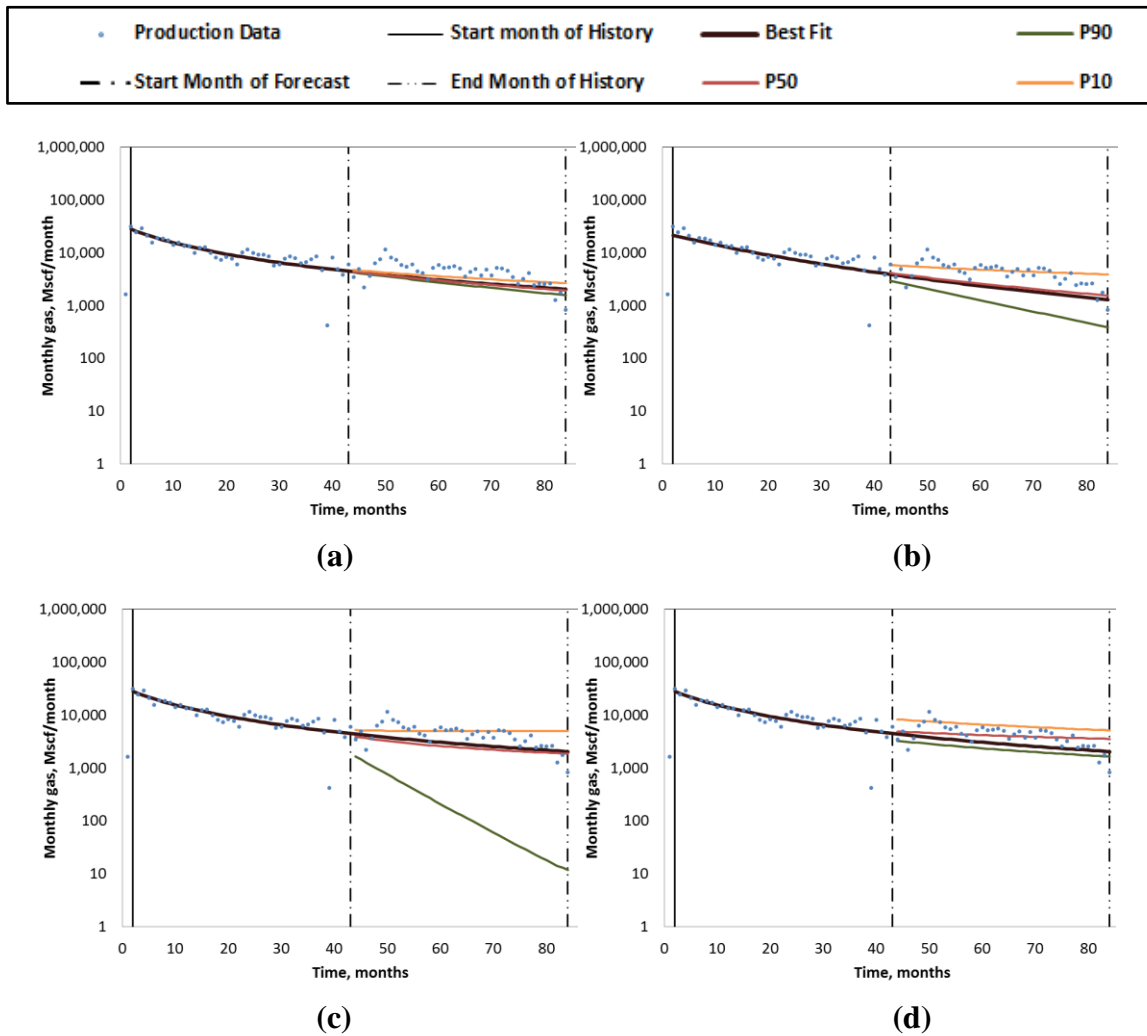 Production Data Start month of History Best Fit P90
Start Month of Forecast End Month of History P50 P10
1,000,000
100,000
10,000
1,000
100
10
1
Monthly gas, Mscf/month
0 10 20 30 40 50 60 70 80
Time, months
(a)
1,000,000
100,000
10,000
1,000
100
10
1
Monthly gas, Mscf/month
0 10 20 30 40 50 60 70 80
Time, months
(b)
1,000,000
100,000
10,000
1,000
100
10
1
Monthly gas, Mscf/month
0 10 20 30 40 50 60 70 80
Time, months
(c)
1,000,000
100,000
10,000
1,000
100
10
1
Monthly gas, Mscf/month
0 10 20 30 40 50 60 70 80
Time, months
(d)